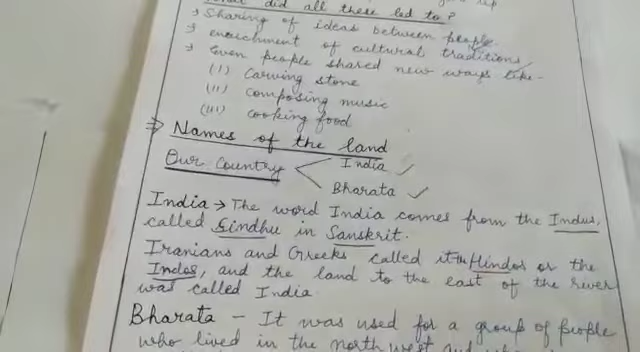 What did all these led to?
→ Sharing of ideas between people.
→ enrichment of cultural traditions
→ Even people shared new ways like-
(i) Carving stone
(ii) composing music
(iii) cooking food
⇒ Names of the land
Our country < India ✓
Bharata ✓
India → The word India comes from the Indus,
called Sindhu in Sanskrit.
Iranians and Greeks called it Hindos or the
Indos, and the land to the east of the river
was called India.
Bharata - It was used for a group of people
who lived in the north west and